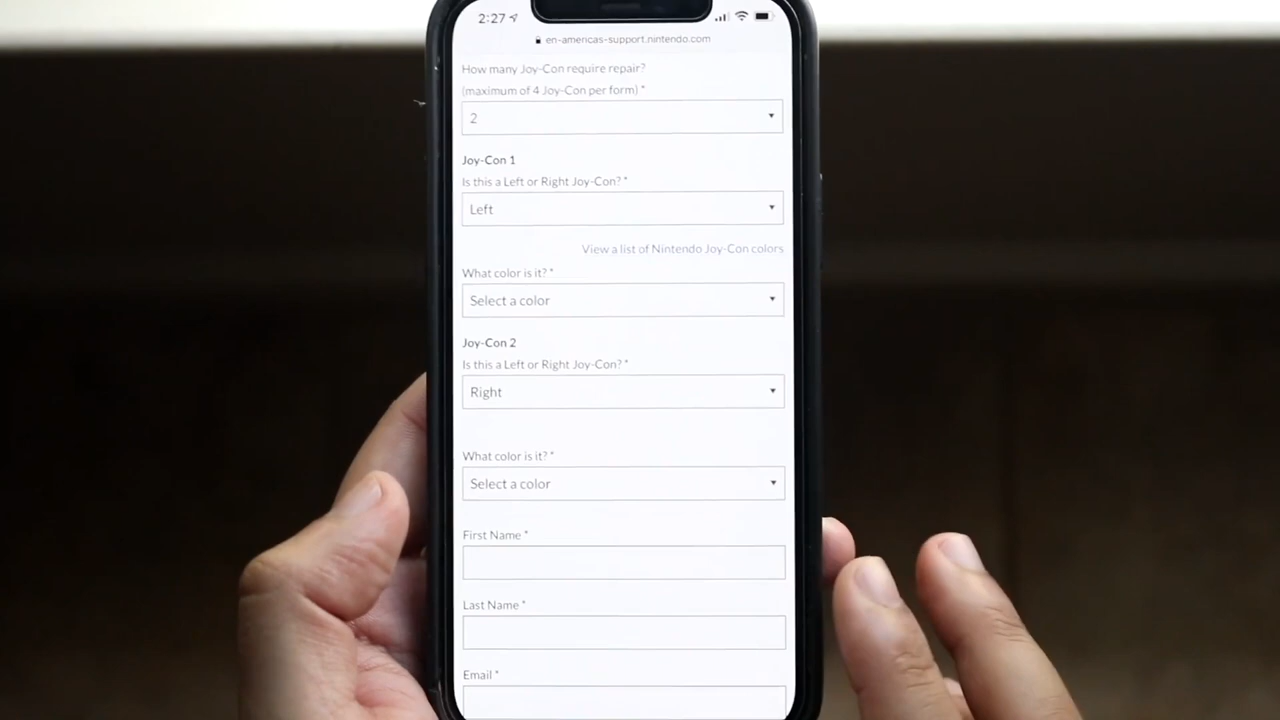 2:27
en-americas-support.nintendo.com
How many Joy-Con require repair?
(maximum of 4 Joy-Con per form) *
2
Joy-Con 1
Is this a Left or Right Joy-Con? *
Left
View a list of Nintendo Joy-Con colors
What color is it? *
Select a color
Joy-Con 2
Is this a Left or Right Joy-Con? *
Right
What color is it? *
Select a color
First Name *
Last Name *
Email *